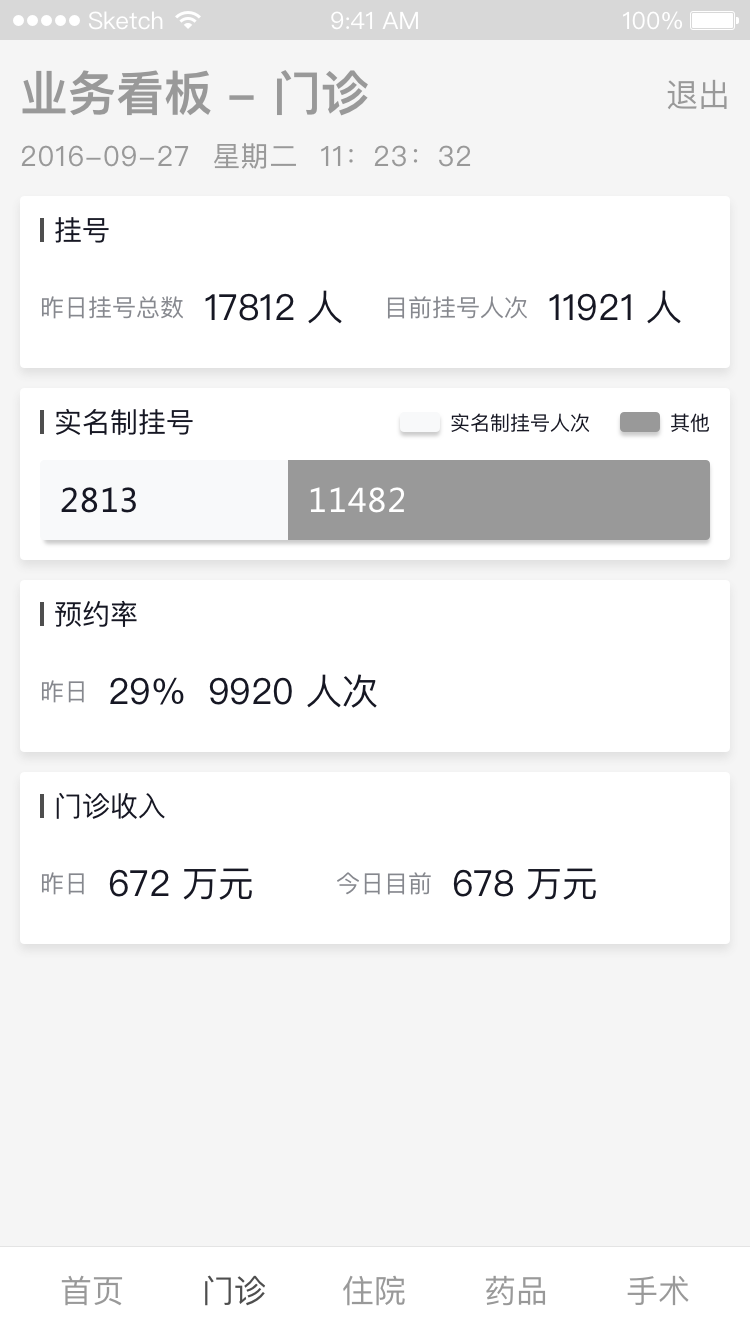 Sketch 9:41 AM 100%
业务看板 – 门诊 退出
2016–09–27 星期二 11：23：32
挂号
昨日挂号总数 17812 人 目前挂号人次 11921 人
实名制挂号 实名制挂号人次 其他
2813 11482
预约率
昨日 29% 9920 人次
门诊收入
昨日 672 万元 今日目前 678 万元
首页 门诊 住院 药品 手术